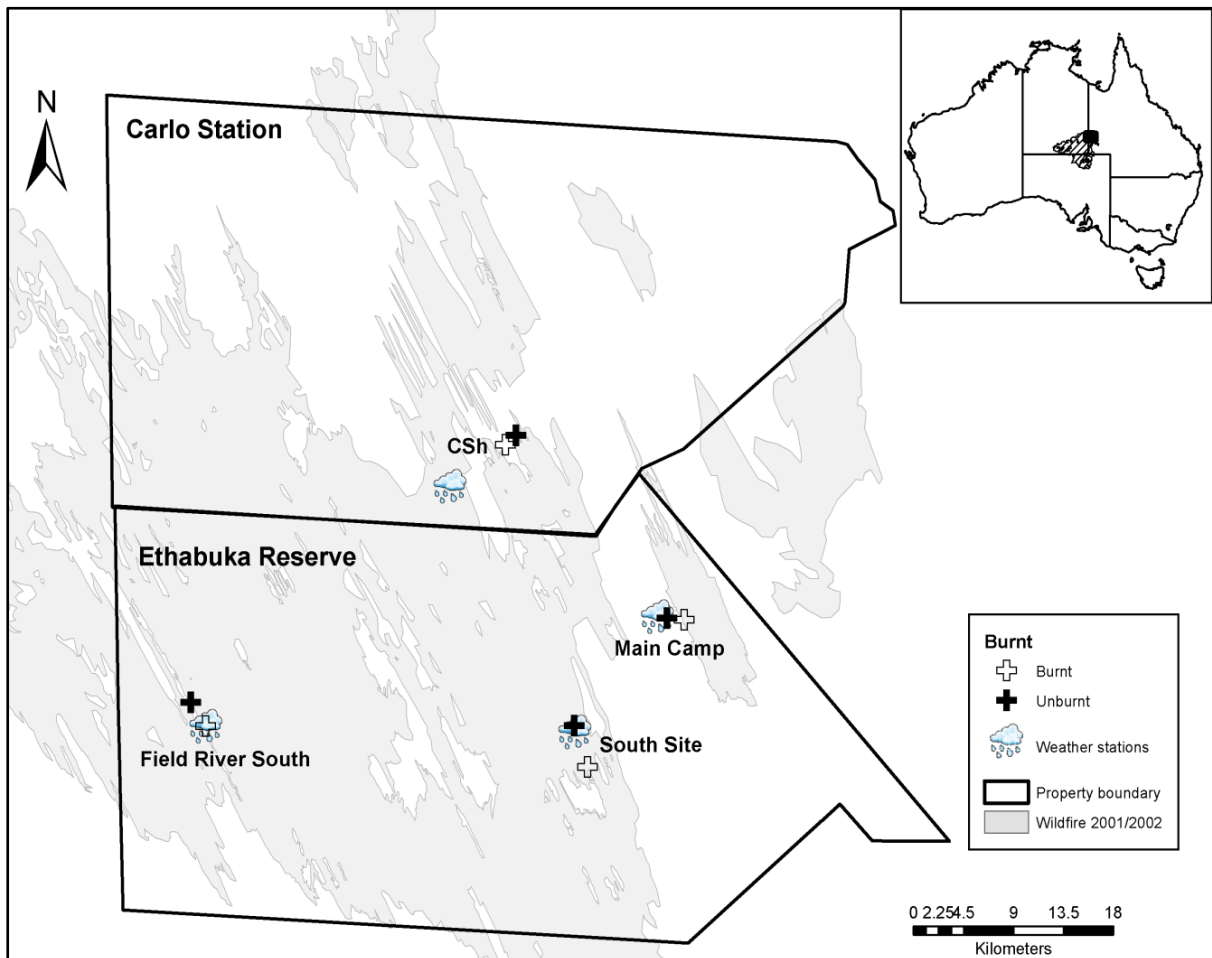 N
Carlo Station
CSh
Ethabuka Reserve
Main Camp
South Site
Field River South
Burnt
Burnt
Unburnt
Weather stations
Property boundary
Wildfire 2001/2002
0 2.25 4.5 9 13.5 18
Kilometers